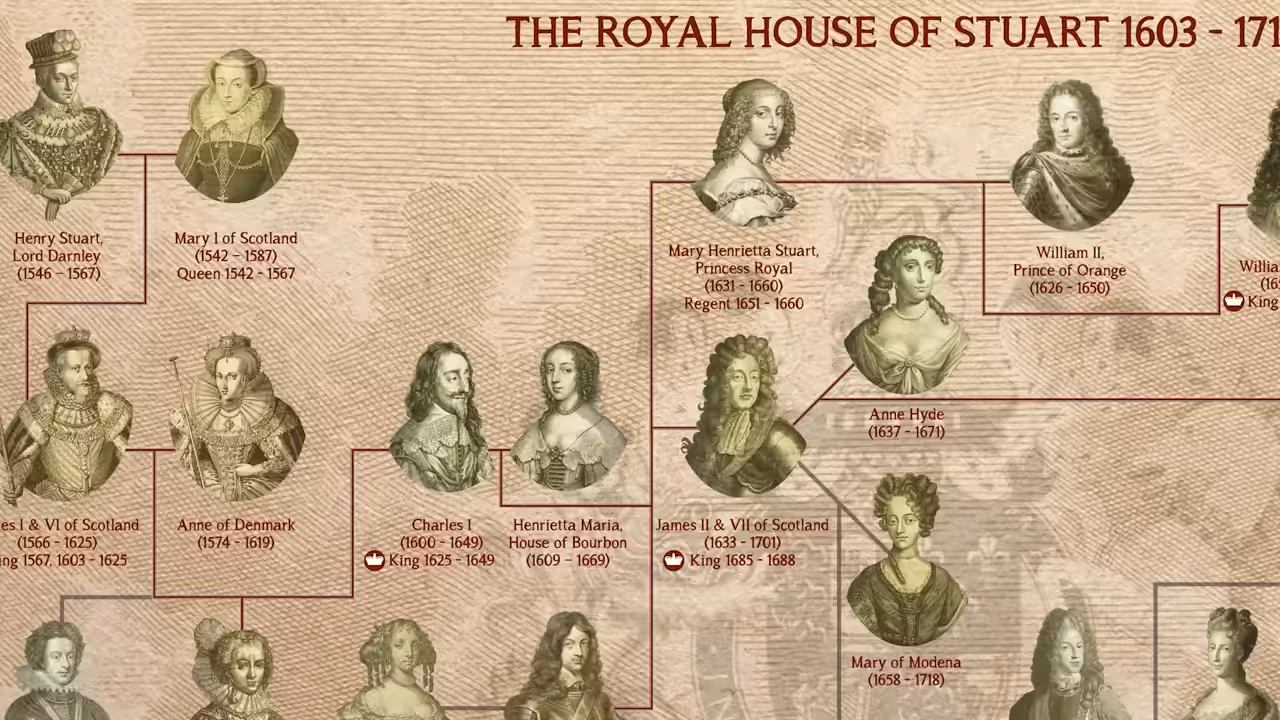 THE ROYAL HOUSE OF STUART 1603 - 171
Henry Stuart,
Lord Darnley
(1546 - 1567)
Mary I of Scotland
(1542 - 1587)
Queen 1542 - 1567
Mary Henrietta Stuart,
Princess Royal
(1631 - 1660)
Regent 1651 - 1660
William II,
Prince of Orange
(1626 - 1650)
King
Anne Hyde
(1637 - 1671)
VI of Scotland
(1566 - 1625)
1567, 1603 - 1625
Anne of Denmark
(1574 - 1619)
Charles I
(1600 - 1649)
King 1625 - 1649
Henrietta Maria,
House of Bourbon
(1609 - 1669)
James II & VII of Scotland
(1633 - 1701)
King 1685 - 1688
Mary of Modena
(1658 - 1718)